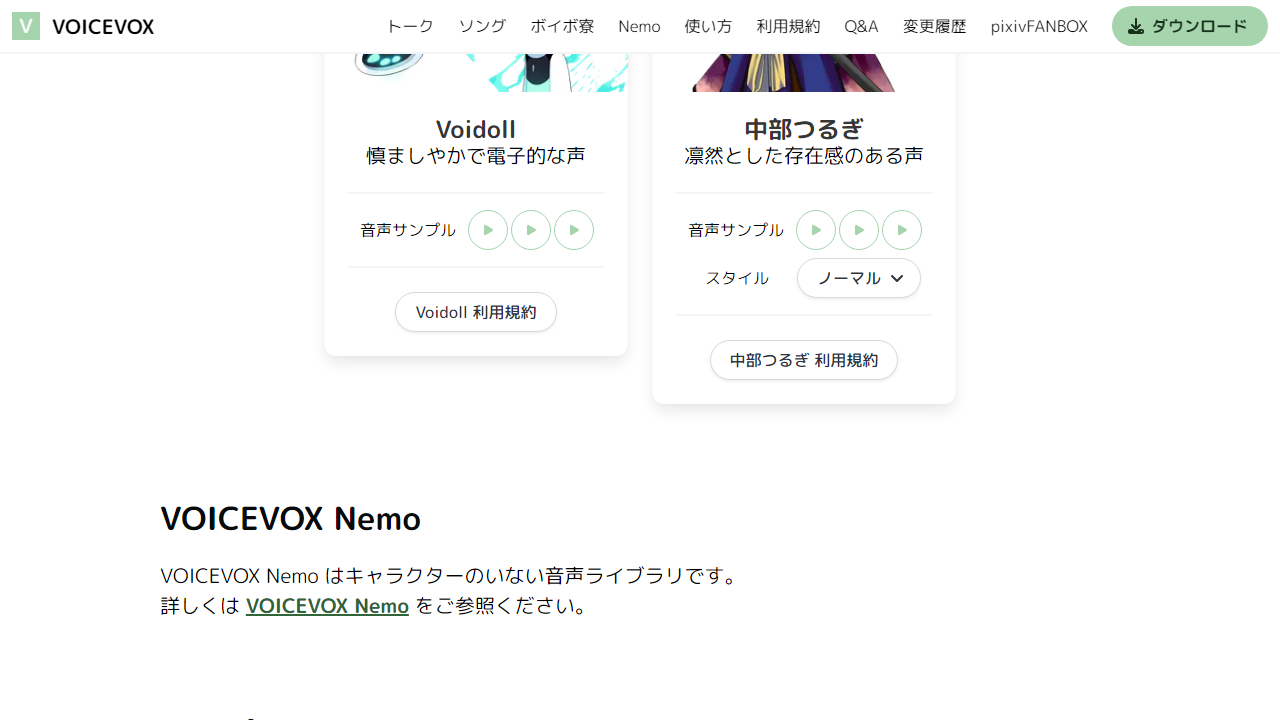 V VOICEVOX トーク ソング ボイボ寮 Nemo 使い方 利用規約 Q&A 変更履歴 pixivFANBOX ダウンロード
Voidoll
慎ましやかで電子的な声
音声サンプル
Voidoll 利用規約
中部つるぎ
凛然とした存在感のある声
音声サンプル
スタイル ノーマル
中部つるぎ 利用規約
VOICEVOX Nemo
VOICEVOX Nemo はキャラクターのいない音声ライブラリです。
詳しくは VOICEVOX Nemo をご参照ください。